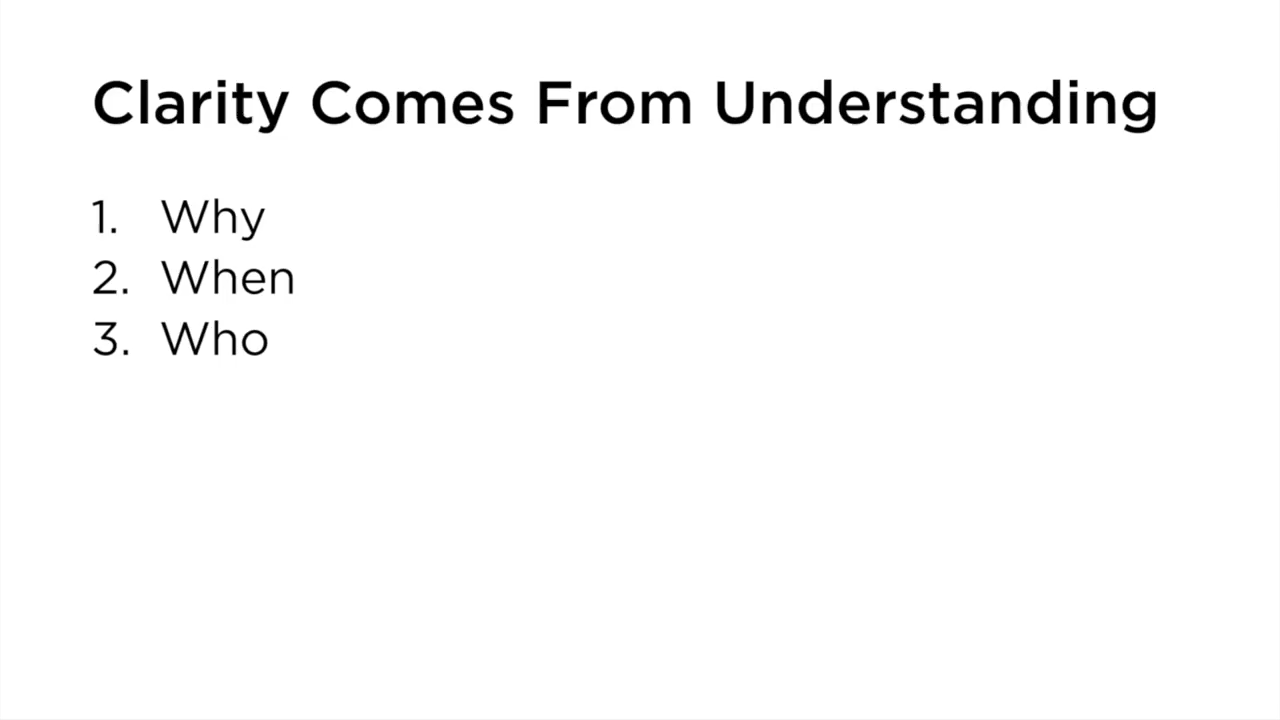 Clarity Comes From Understanding
1. Why
2. When
3. Who